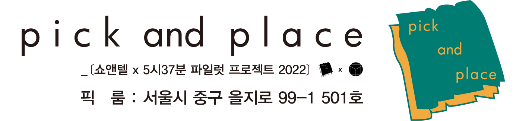 pick and place
_〔쇼앤텔 x 5시37분 파일럿 프로젝트 2022〕 x
픽 룸 : 서울시 중구 을지로 99-1 501호
pick
and
place